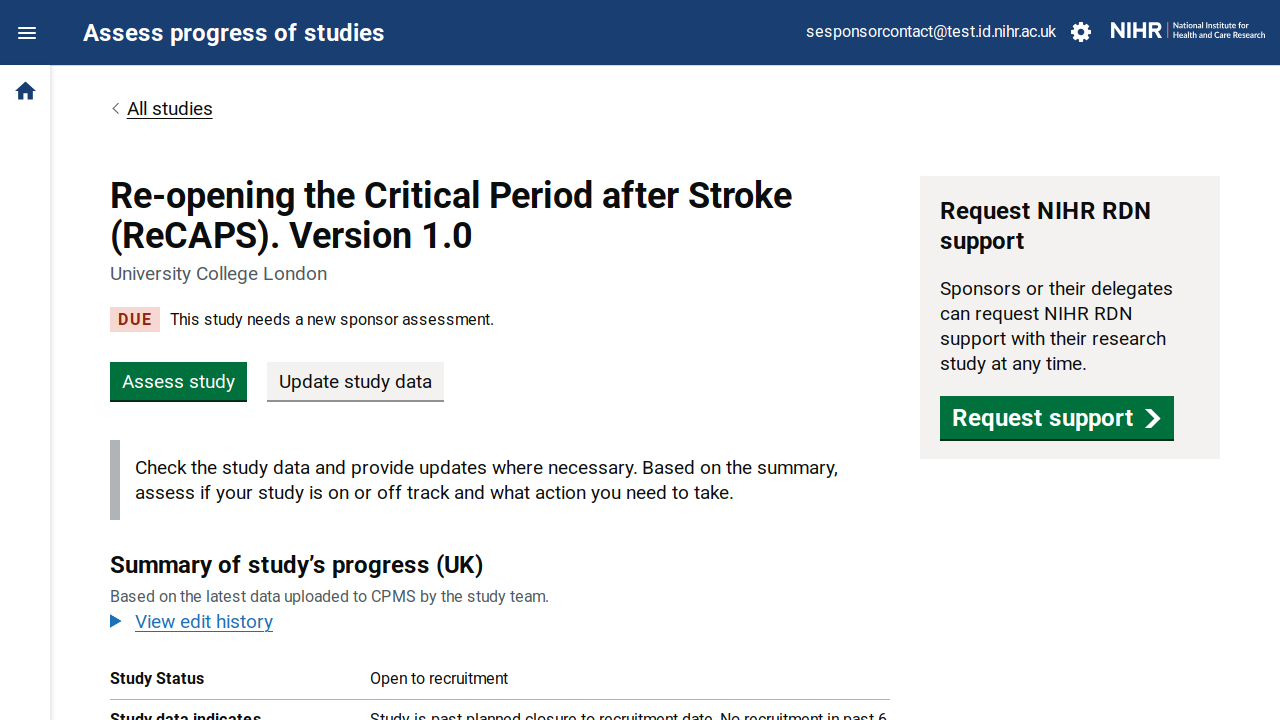 Assess progress of studies
sesponsorcontact@test.id.nihr.ac.uk
NIHR
National Institute for
Health and Care Research
All studies
Re-opening the Critical Period after Stroke
(ReCAPS). Version 1.0
University College London
DUE This study needs a new sponsor assessment.
Assess study Update study data
Check the study data and provide updates where necessary. Based on the summary,
assess if your study is on or off track and what action you need to take.
Summary of study’s progress (UK)
Based on the latest data uploaded to CPMS by the study team.
View edit history
Study Status Open to recruitment
Study data indicates Study is past planned closure to recruitment date, No recruitment in past 6
Request NIHR RDN
support
Sponsors or their delegates
can request NIHR RDN
support with their research
study at any time.
Request support